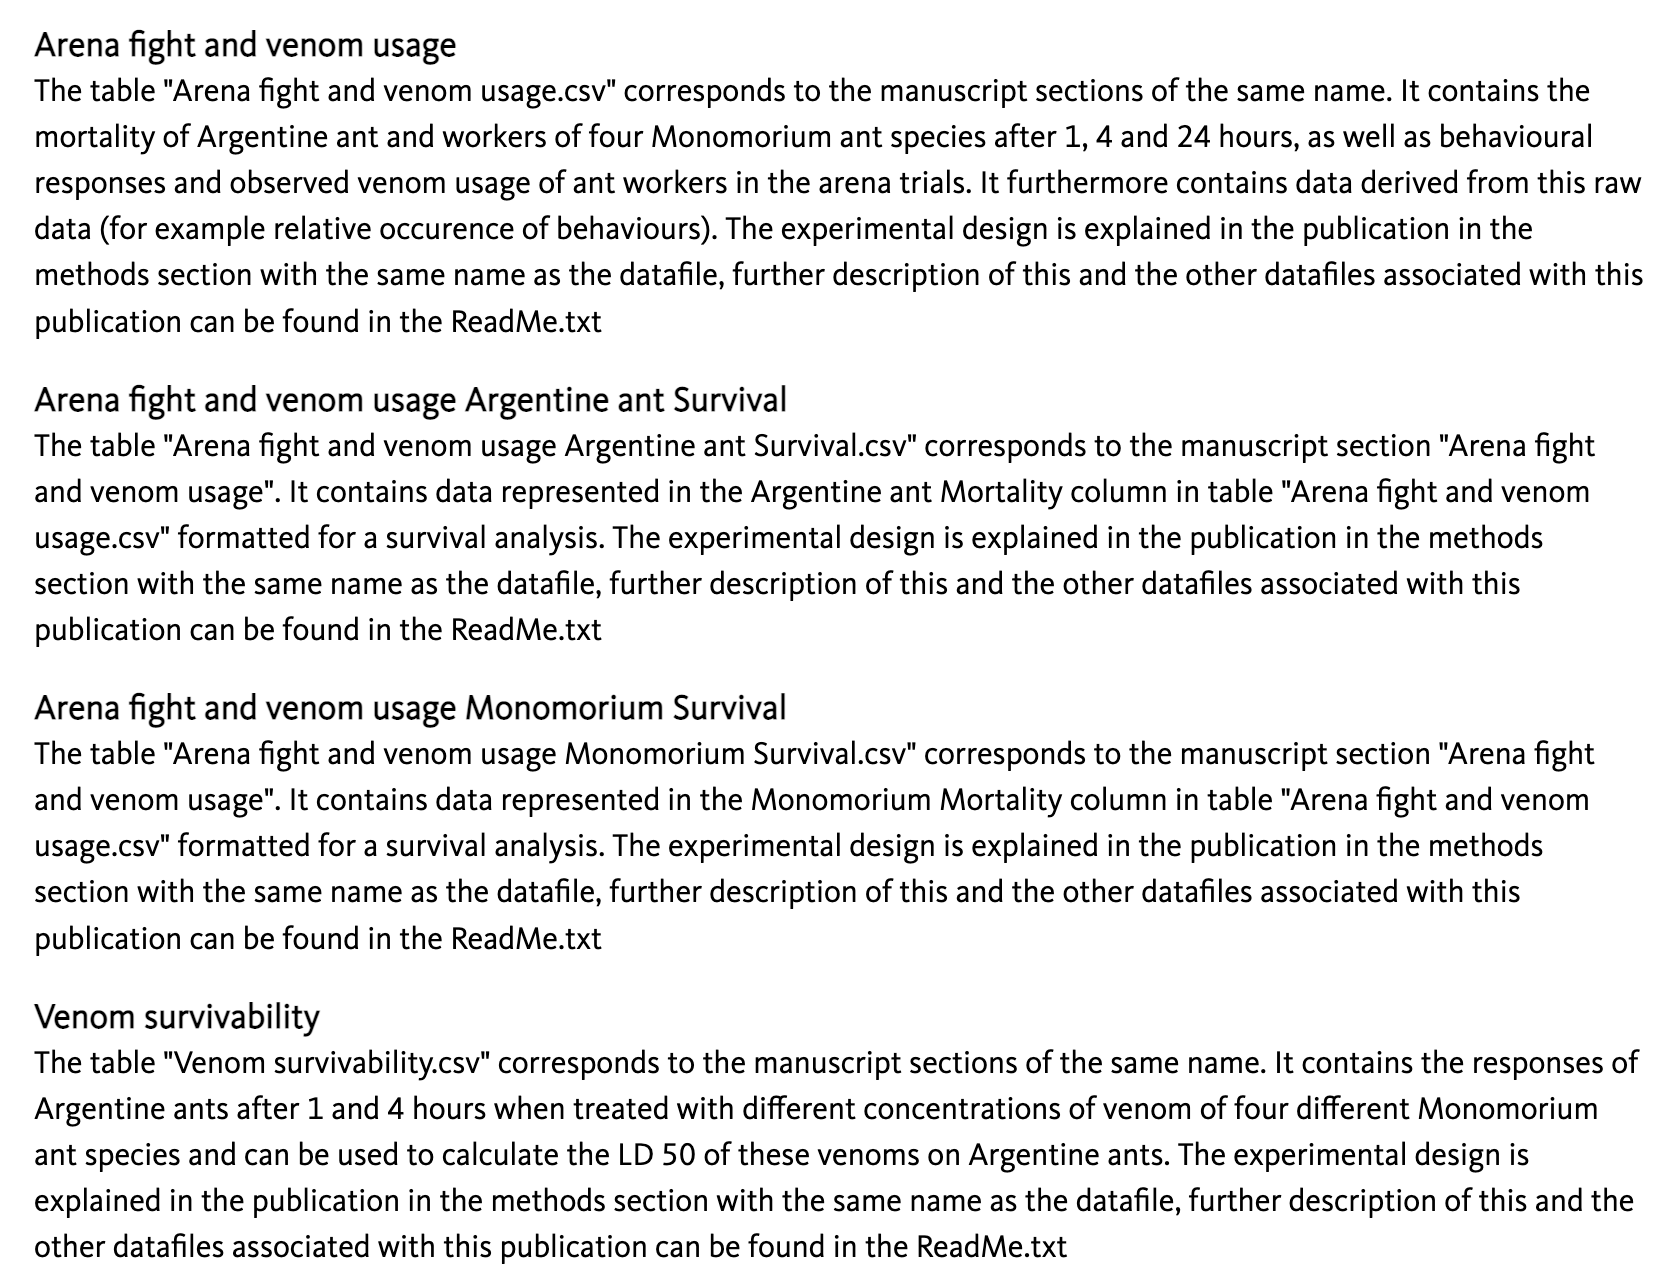 Arena fight and venom usage
The table "Arena fight and venom usage.csv" corresponds to the manuscript sections of the same name. It contains the
mortality of Argentine ant and workers of four Monomorium ant species after 1, 4 and 24 hours, as well as behavioural
responses and observed venom usage of ant workers in the arena trials. It furthermore contains data derived from this raw
data (for example relative occurence of behaviours). The experimental design is explained in the publication in the
methods section with the same name as the datafile, further description of this and the other datafiles associated with this
publication can be found in the ReadMe.txt
Arena fight and venom usage Argentine ant Survival
The table "Arena fight and venom usage Argentine ant Survival.csv" corresponds to the manuscript section "Arena fight
and venom usage". It contains data represented in the Argentine ant Mortality column in table "Arena fight and venom
usage.csv" formatted for a survival analysis. The experimental design is explained in the publication in the methods
section with the same name as the datafile, further description of this and the other datafiles associated with this
publication can be found in the ReadMe.txt
Arena fight and venom usage Monomorium Survival
The table "Arena fight and venom usage Monomorium Survival.csv" corresponds to the manuscript section "Arena fight
and venom usage". It contains data represented in the Monomorium Mortality column in table "Arena fight and venom
usage.csv" formatted for a survival analysis. The experimental design is explained in the publication in the methods
section with the same name as the datafile, further description of this and the other datafiles associated with this
publication can be found in the ReadMe.txt
Venom survivability
The table "Venom survivability.csv" corresponds to the manuscript sections of the same name. It contains the responses of
Argentine ants after 1 and 4 hours when treated with different concentrations of venom of four different Monomorium
ant species and can be used to calculate the LD 50 of these venoms on Argentine ants. The experimental design is
explained in the publication in the methods section with the same name as the datafile, further description of this and the
other datafiles associated with this publication can be found in the ReadMe.txt